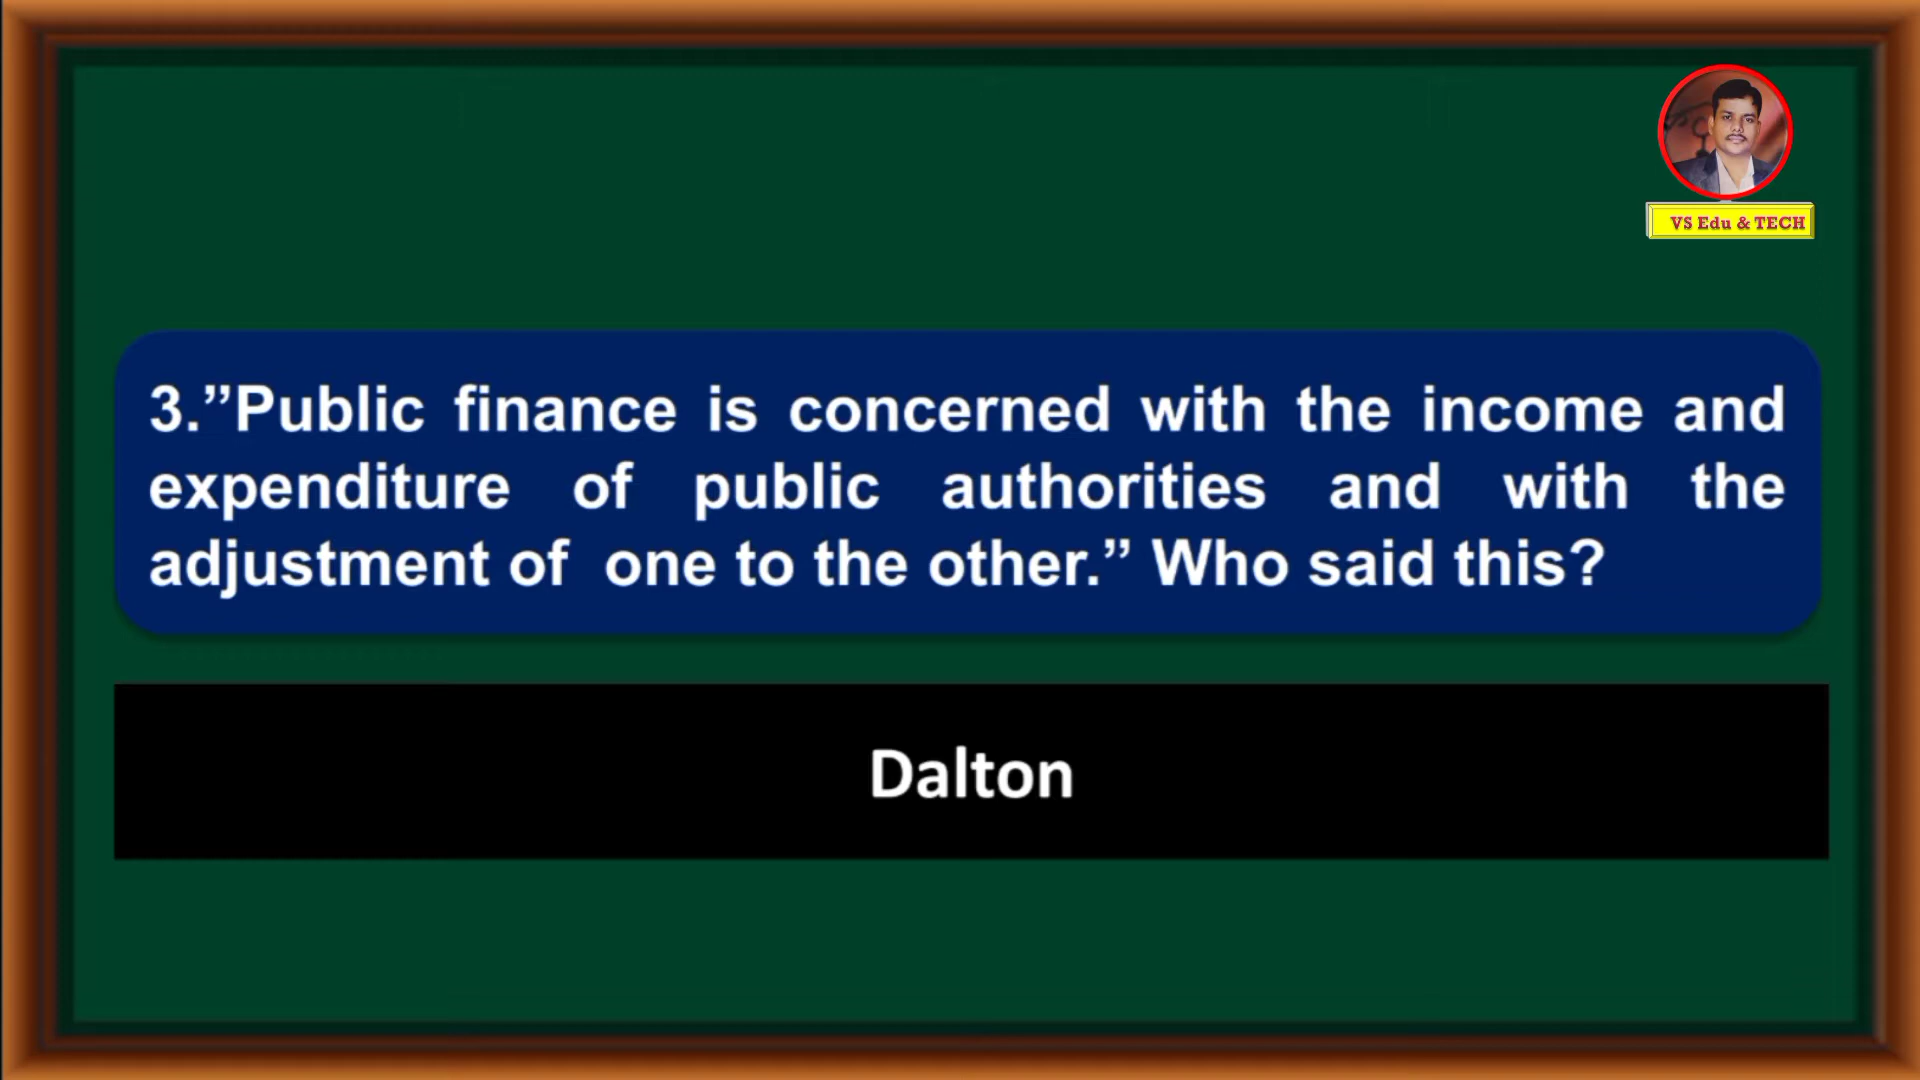 VS Edu & TECH
3.”Public finance is concerned with the income and
expenditure of public authorities and with the
adjustment of one to the other.” Who said this?
Dalton